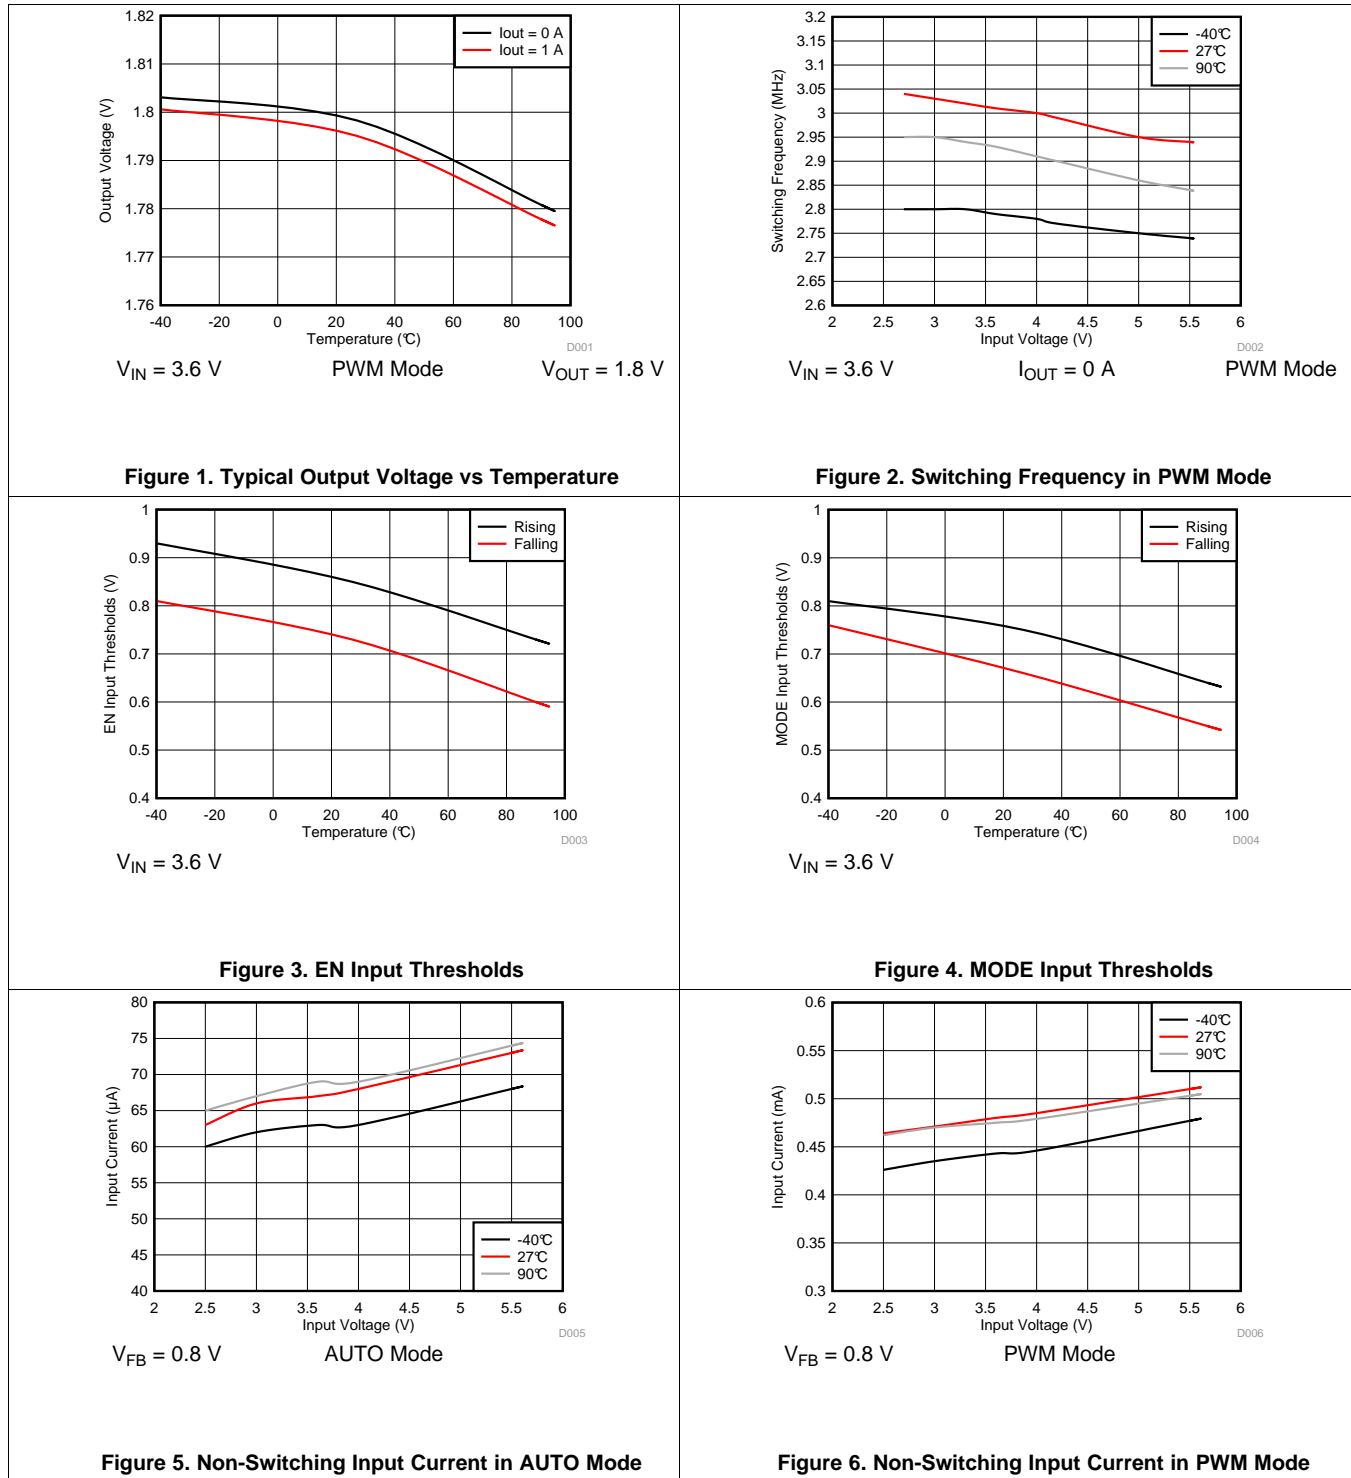 1.82
1.81
1.8
1.79
1.78
1.77
1.76
Output Voltage (V)
Iout = 0 A
Iout = 1 A
-40 -20 0 20 40 60 80 100
Temperature (°C)
D001
VIN = 3.6 V PWM Mode VOUT = 1.8 V
Figure 1. Typical Output Voltage vs Temperature
3.2
3.15
3.1
3.05
3
2.95
2.9
2.85
2.8
2.75
2.7
2.65
2.6
Switching Frequency (MHz)
-40°C
27°C
90°C
2 2.5 3 3.5 4 4.5 5 5.5 6
Input Voltage (V)
D002
VIN = 3.6 V IOUT = 0 A PWM Mode
Figure 2. Switching Frequency in PWM Mode
1
0.9
0.8
0.7
0.6
0.5
0.4
EN Input Thresholds (V)
Rising
Falling
-40 -20 0 20 40 60 80 100
Temperature (°C)
D003
VIN = 3.6 V
Figure 3. EN Input Thresholds
1
0.9
0.8
0.7
0.6
0.5
0.4
MODE Input Thresholds (V)
Rising
Falling
-40 -20 0 20 40 60 80 100
Temperature (°C)
D004
VIN = 3.6 V
Figure 4. MODE Input Thresholds
80
75
70
65
60
55
50
45
40
Input Current (µA)
-40°C
27°C
90°C
2 2.5 3 3.5 4 4.5 5 5.5 6
Input Voltage (V)
D005
VFB = 0.8 V AUTO Mode
Figure 5. Non-Switching Input Current in AUTO Mode
0.6
0.55
0.5
0.45
0.4
0.35
0.3
Input Current (mA)
-40°C
27°C
90°C
2 2.5 3 3.5 4 4.5 5 5.5 6
Input Voltage (V)
D006
VFB = 0.8 V PWM Mode
Figure 6. Non-Switching Input Current in PWM Mode